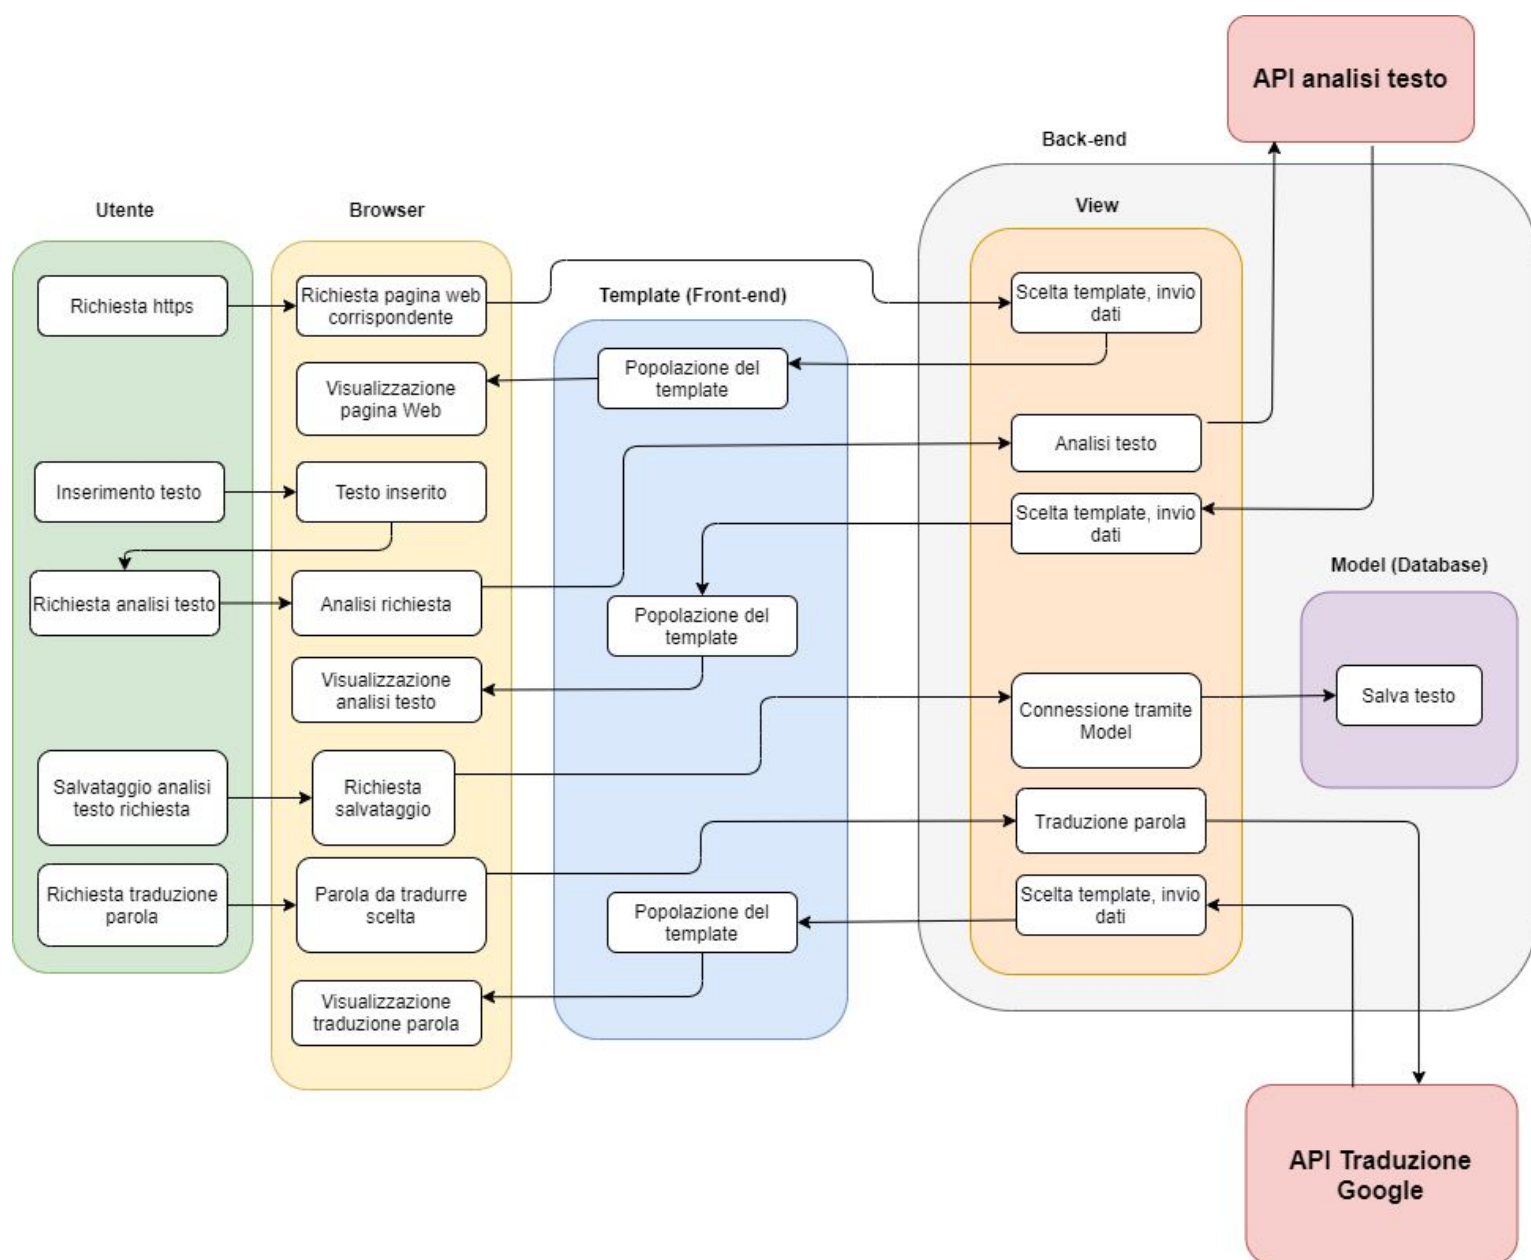 API analisi testo
Back-end
Utente
Browser
View
Richiesta https
Richiesta pagina web
corrispondente
Template (Front-end)
Scelta template, invio
dati
Visualizzazione
pagina Web
Popolazione del
template
Analisi testo
Inserimento testo
Testo inserito
Scelta template, invio
dati
Model (Database)
Richiesta analisi testo
Analisi richiesta
Popolazione del
template
Visualizzazione
analisi testo
Connessione tramite
Model
Salva testo
Salvataggio analisi
testo richiesta
Richiesta
salvataggio
Traduzione parola
Richiesta traduzione
parola
Parola da tradurre
scelta
Popolazione del
template
Scelta template, invio
dati
Visualizzazione
traduzione parola
API Traduzione
Google